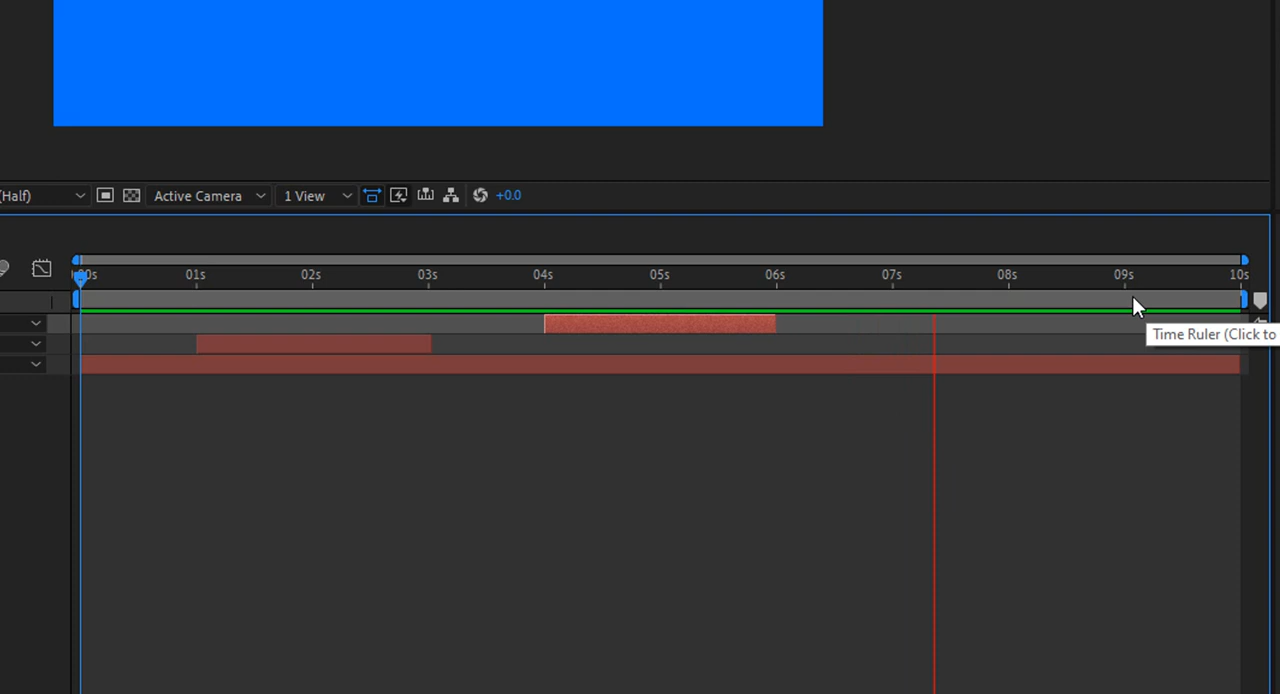 (Half) Active Camera 1 View +0.0
00s 01s 02s 03s 04s 05s 06s 07s 08s 09s 10s
Time Ruler (Click to